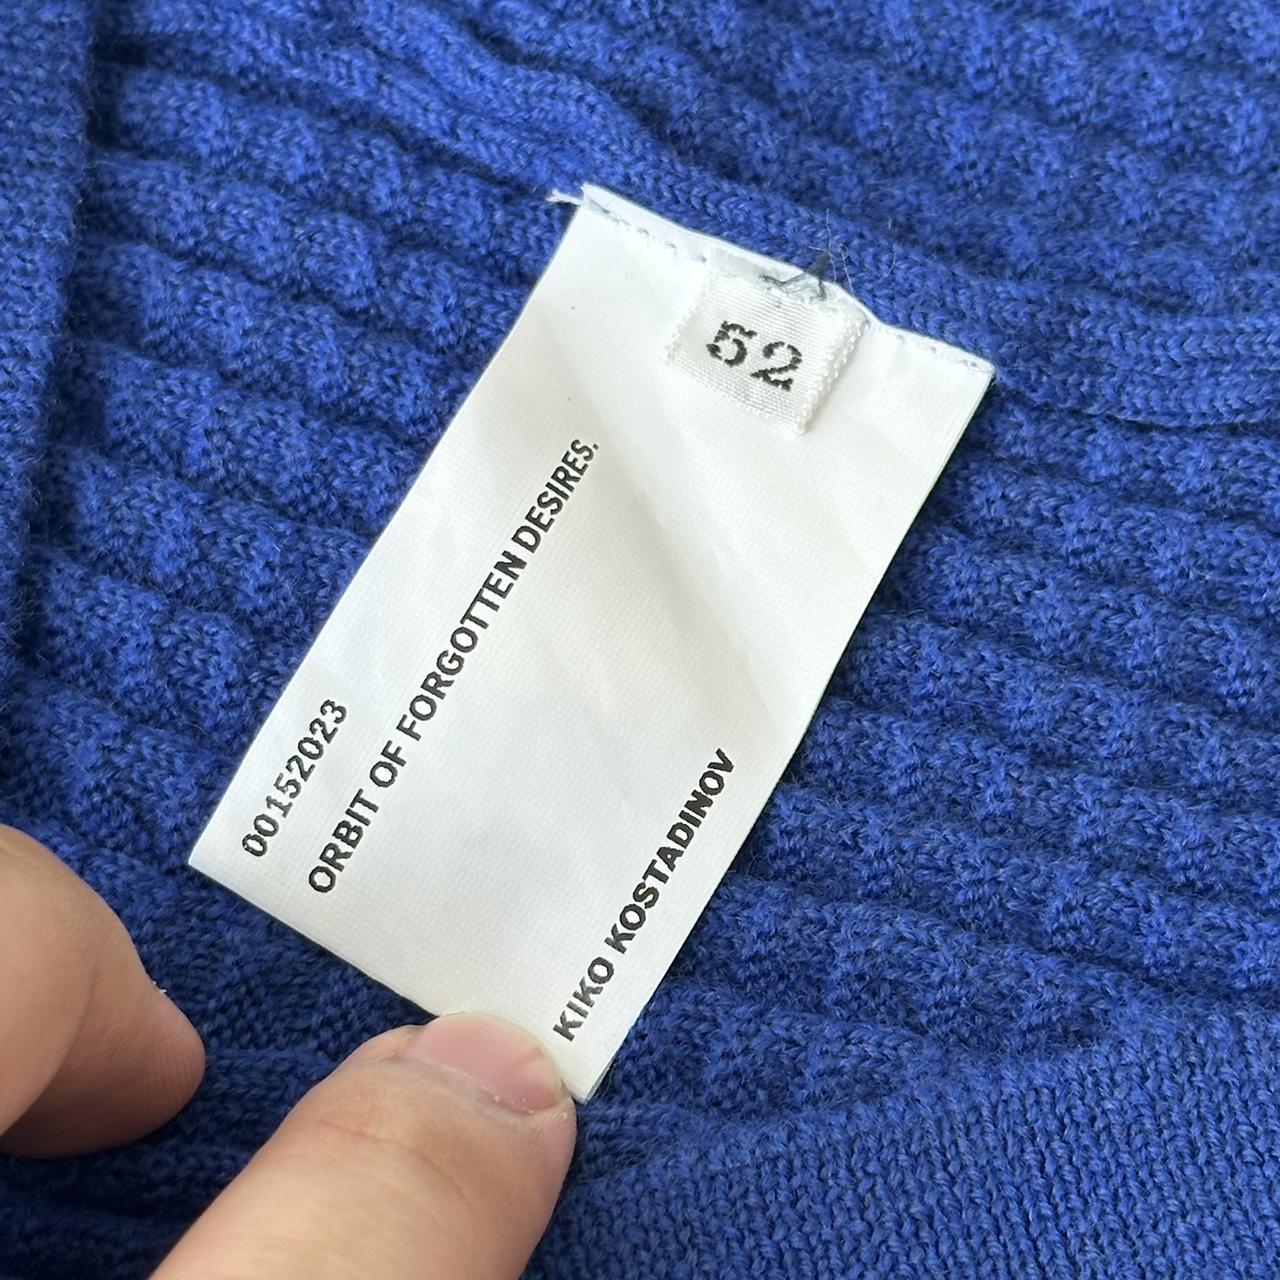 52
00152023
ORBIT OF FORGOTTEN DESIRES.
KIKO KOSTADINOV